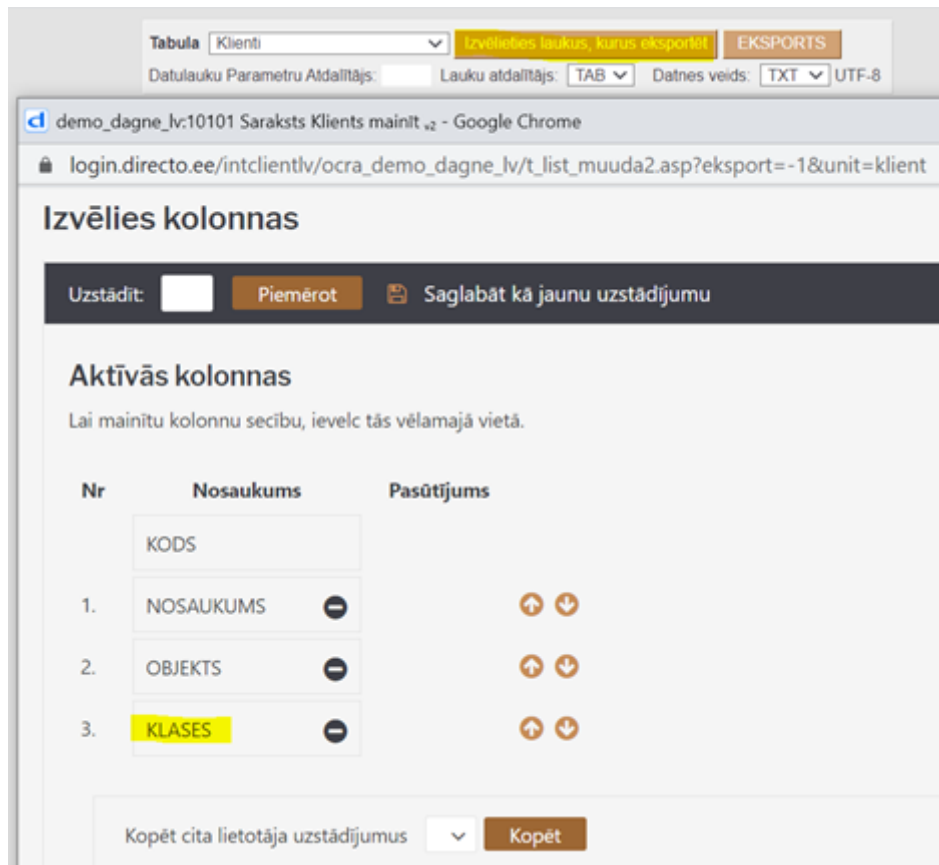 Tabula Klienti Izvēlieties laukus, kurus eksportēt EKSPORTS
Datulauku Parametru Atdalītājs: Lauku atdalītājs: TAB Datnes veids: TXT UTF-8
demo_dagne_lv:10101 Saraksts Klients mainīt v2 - Google Chrome
login.directo.ee/intclientlv/ocra_demo_dagne_lv/t_list_muuda2.asp?eksport=-1&unit=klient
Izvēlies kolonnas
Uzstādīt: Piemērot Saglabāt kā jaunu uzstādījumu
Aktīvās kolonnas
Lai mainītu kolonnu secību, ievelc tās vēlamajā vietā.
Nr Nosaukums Pasūtījums
KODS
1. NOSAUKUMS
2. OBJEKTS
3. KLASES
Kopēt cita lietotāja uzstādījumus Kopēt